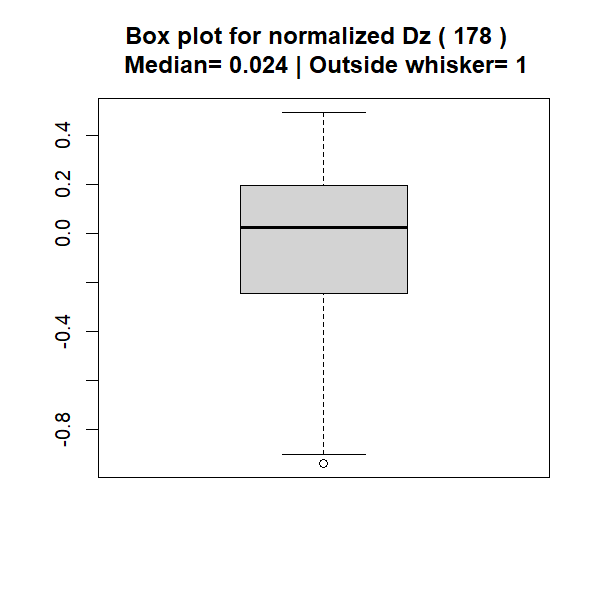 Box plot for normalized Dz ( 178 )
Median= 0.024 | Outside whisker= 1
0.4
0.2
0.0
-0.4
-0.8